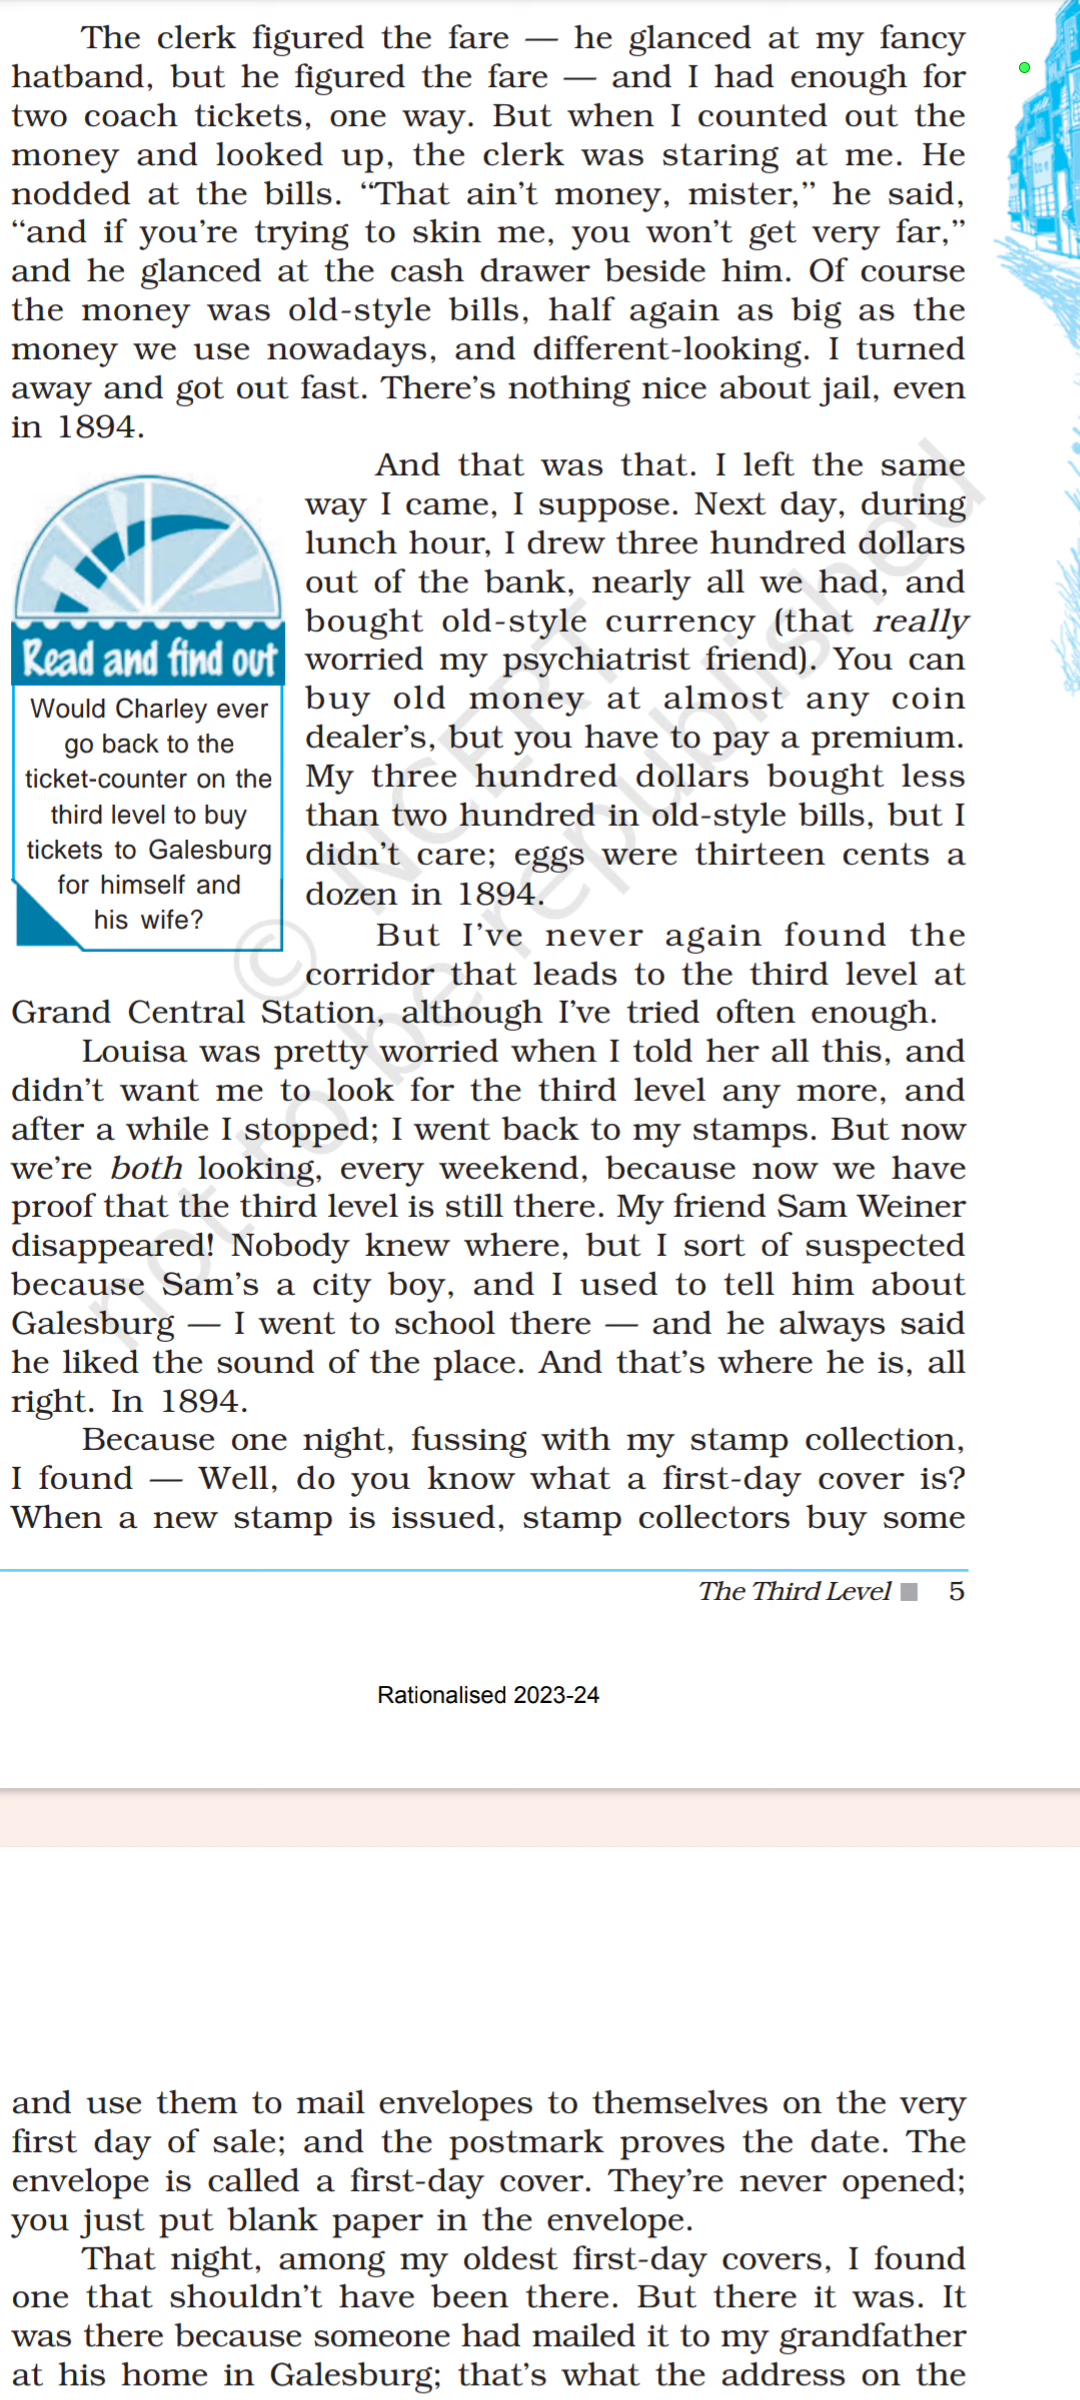 The clerk figured the fare — he glanced at my fancy
hatband, but he figured the fare — and I had enough for
two coach tickets, one way. But when I counted out the
money and looked up, the clerk was staring at me. He
nodded at the bills. “That ain’t money, mister,” he said,
“and if you’re trying to skin me, you won’t get very far,”
and he glanced at the cash drawer beside him. Of course
the money was old-style bills, half again as big as the
money we use nowadays, and different-looking. I turned
away and got out fast. There’s nothing nice about jail, even
in 1894.
And that was that. I left the same
way I came, I suppose. Next day, during
lunch hour, I drew three hundred dollars
out of the bank, nearly all we had, and
bought old-style currency (that really
worried my psychiatrist friend). You can
buy old money at almost any coin
dealer’s, but you have to pay a premium.
My three hundred dollars bought less
than two hundred in old-style bills, but I
didn’t care; eggs were thirteen cents a
dozen in 1894.
Read and find out
Would Charley ever
go back to the
ticket-counter on the
third level to buy
tickets to Galesburg
for himself and
his wife?
But I’ve never again found the
corridor that leads to the third level at
Grand Central Station, although I’ve tried often enough.
Louisa was pretty worried when I told her all this, and
didn’t want me to look for the third level any more, and
after a while I stopped; I went back to my stamps. But now
we’re both looking, every weekend, because now we have
proof that the third level is still there. My friend Sam Weiner
disappeared! Nobody knew where, but I sort of suspected
because Sam’s a city boy, and I used to tell him about
Galesburg — I went to school there — and he always said
he liked the sound of the place. And that’s where he is, all
right. In 1894.
Because one night, fussing with my stamp collection,
I found — Well, do you know what a first-day cover is?
When a new stamp is issued, stamp collectors buy some
© NCERT
not to be republished
The Third Level 5
Rationalised 2023-24
and use them to mail envelopes to themselves on the very
first day of sale; and the postmark proves the date. The
envelope is called a first-day cover. They’re never opened;
you just put blank paper in the envelope.
That night, among my oldest first-day covers, I found
one that shouldn’t have been there. But there it was. It
was there because someone had mailed it to my grandfather
at his home in Galesburg; that’s what the address on the